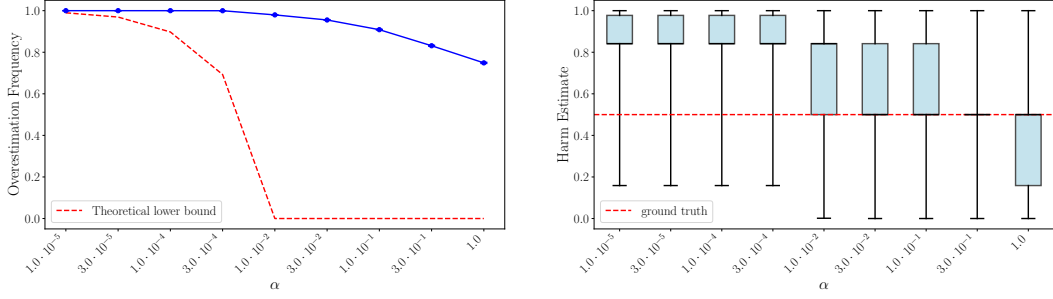 Overestimation Frequency
1.0
0.8
0.6
0.4
0.2
0.0
Theoretical lower bound
1.0 · 10⁻⁵
3.0 · 10⁻⁵
1.0 · 10⁻⁴
3.0 · 10⁻⁴
1.0 · 10⁻²
3.0 · 10⁻²
1.0 · 10⁻¹
3.0 · 10⁻¹
1.0
α
Harm Estimate
1.0
0.8
0.6
0.4
0.2
0.0
ground truth
1.0 · 10⁻⁵
3.0 · 10⁻⁵
1.0 · 10⁻⁴
3.0 · 10⁻⁴
1.0 · 10⁻²
3.0 · 10⁻²
1.0 · 10⁻¹
3.0 · 10⁻¹
1.0
α